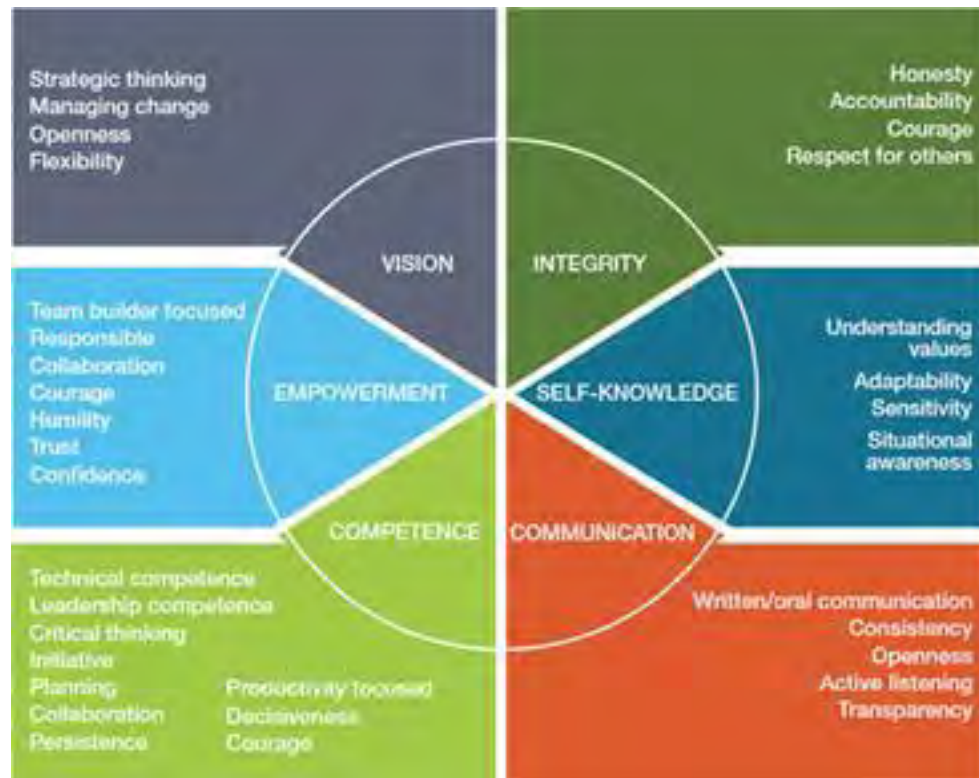 Strategic thinking
Managing change
Openness
Flexibility
VISION
Honesty
Accountability
Courage
Respect for others
INTEGRITY
Team builder focused
Responsible
Collaboration
Courage
Humility
Trust
Confidence
EMPOWERMENT
Understanding
values
Adaptability
Sensitivity
Situational
awareness
SELF-KNOWLEDGE
COMPETENCE
Technical competence
Leadership competence
Critical thinking
Initiative
Planning
Collaboration
Persistence
Productivity focused
Decisiveness
Courage
COMMUNICATION
Written/oral communication
Consistency
Openness
Active listening
Transparency